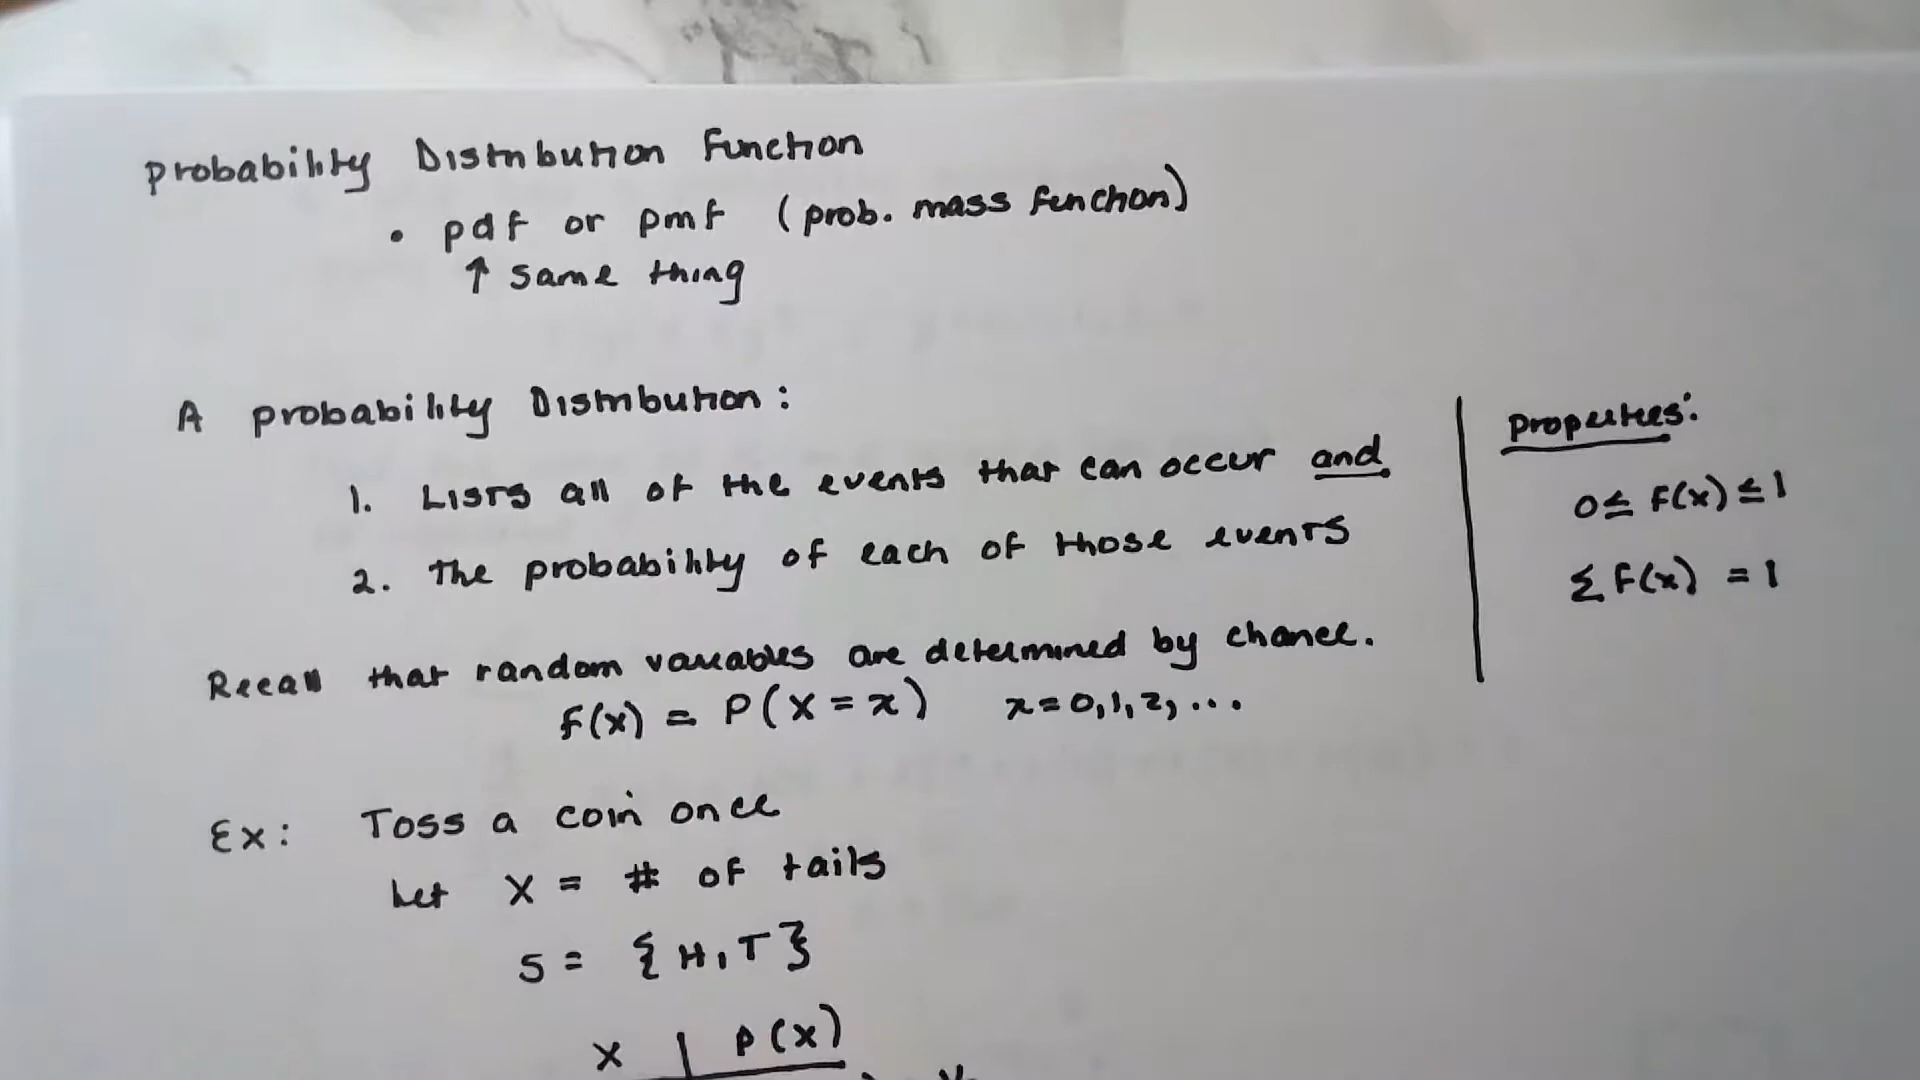 Probability Distribution Function
• pdf or pmf (prob. mass function)
↑ same thing
A probability Distribution:
1. Lists all of the events that can occur and
2. The probability of each of those events
Recall that random variables are determined by chance.
f(x) = P(X = x) x = 0, 1, 2, ...
Properties:
0 ≤ f(x) ≤ 1
Σ f(x) = 1
Ex: Toss a coin once
Let X = # of tails
S = {H, T}
x | P(x)